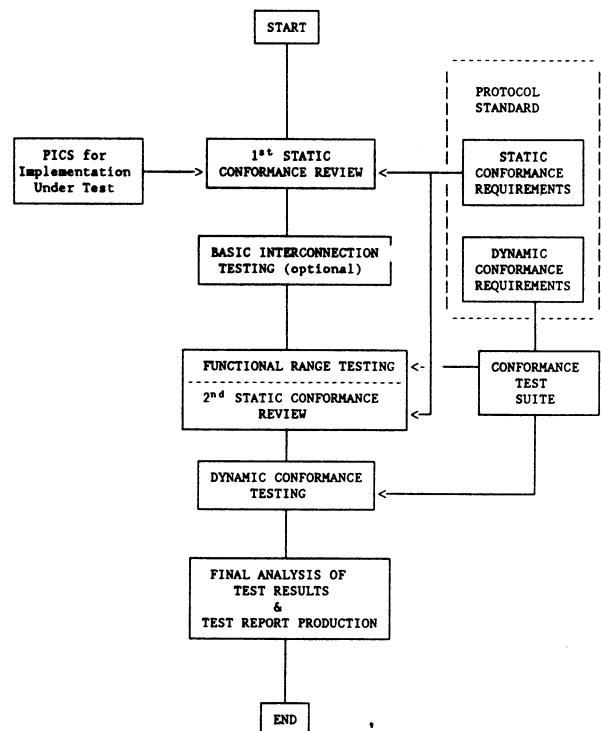 START
PROTOCOL
STANDARD
PICS for
Implementation
Under Test
1st STATIC
CONFORMANCE REVIEW
STATIC
CONFORMANCE
REQUIREMENTS
BASIC INTERCONNECTION
TESTING (optional)
DYNAMIC
CONFORMANCE
REQUIREMENTS
FUNCTIONAL RANGE TESTING
2nd STATIC CONFORMANCE
REVIEW
CONFORMANCE
TEST
SUITE
DYNAMIC CONFORMANCE
TESTING
FINAL ANALYSIS OF
TEST RESULTS
&
TEST REPORT PRODUCTION
END